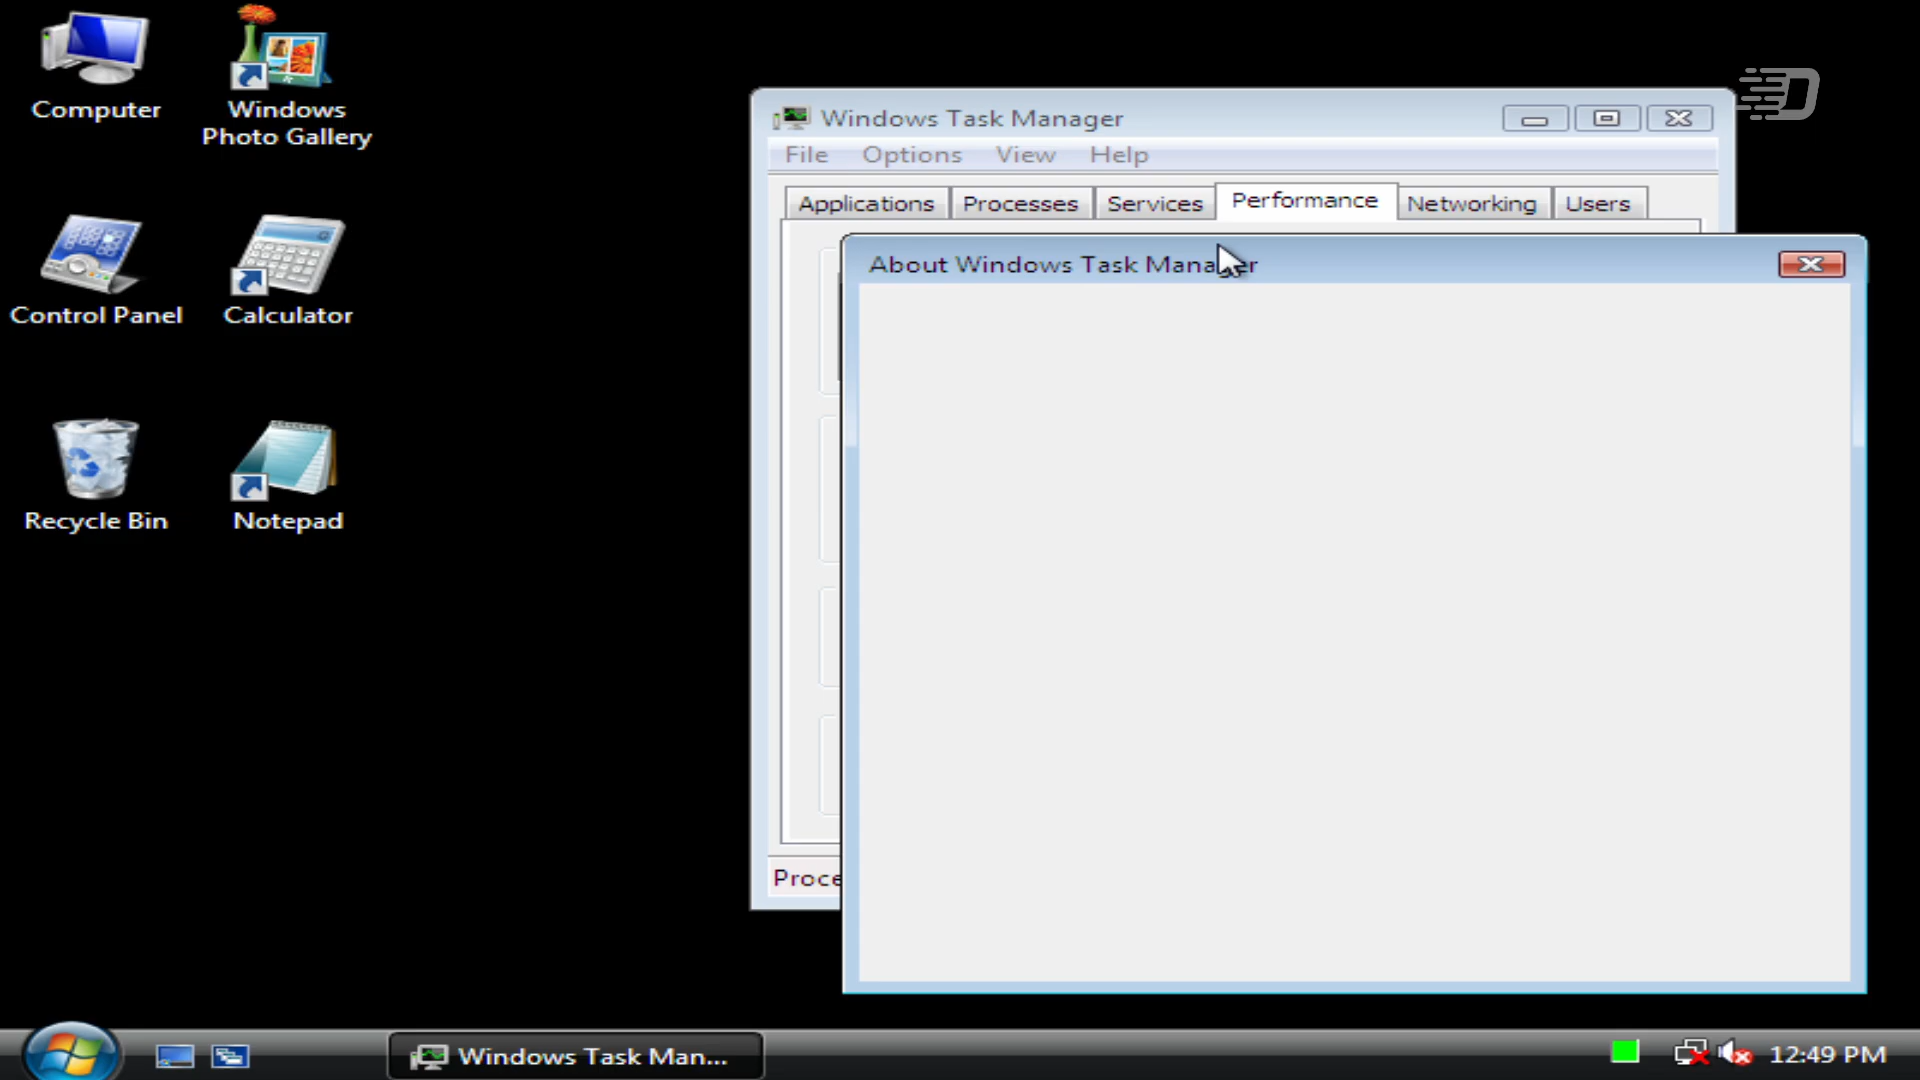 Computer
Windows
Photo Gallery
Control Panel
Calculator
Recycle Bin
Notepad
Windows Task Manager
File Options View Help
Applications Processes Services Performance Networking Users
About Windows Task Manager
Proce
D
Windows Task Man...
12:49 PM